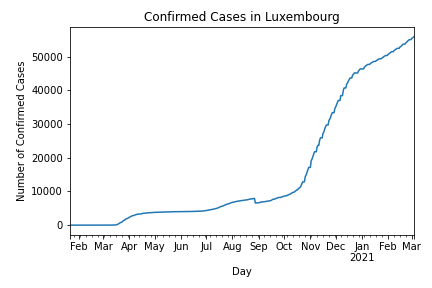 Confirmed Cases in Luxembourg
Number of Confirmed Cases
50000
40000
30000
20000
10000
0
Feb Mar Apr May Jun Jul Aug Sep Oct Nov Dec Jan Feb Mar
2021
Day